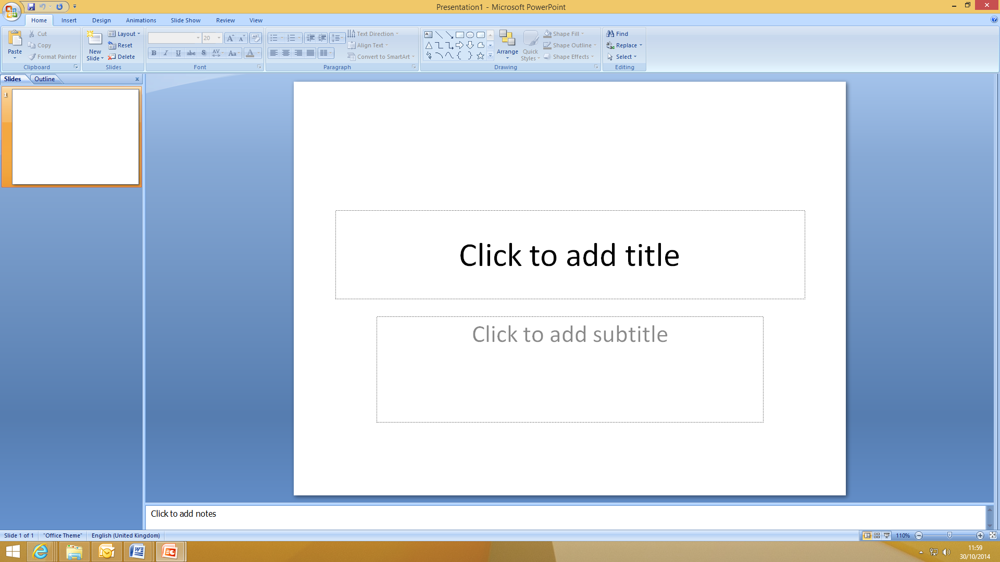 Presentation1 - Microsoft PowerPoint
Home Insert Design Animations Slide Show Review View
Paste
Cut
Copy
Format Painter
Clipboard
New Slide
Layout
Reset
Delete
Slides
20
B I U abc S AV Aa A
Font
Text Direction
Align Text
Convert to SmartArt
Paragraph
Arrange
Quick Styles
Shape Fill
Shape Outline
Shape Effects
Drawing
Find
Replace
Select
Editing
Slides Outline
1
Click to add title
Click to add subtitle
Click to add notes
Slide 1 of 1 "Office Theme" English (United Kingdom) 110%
11:59
30/10/2014